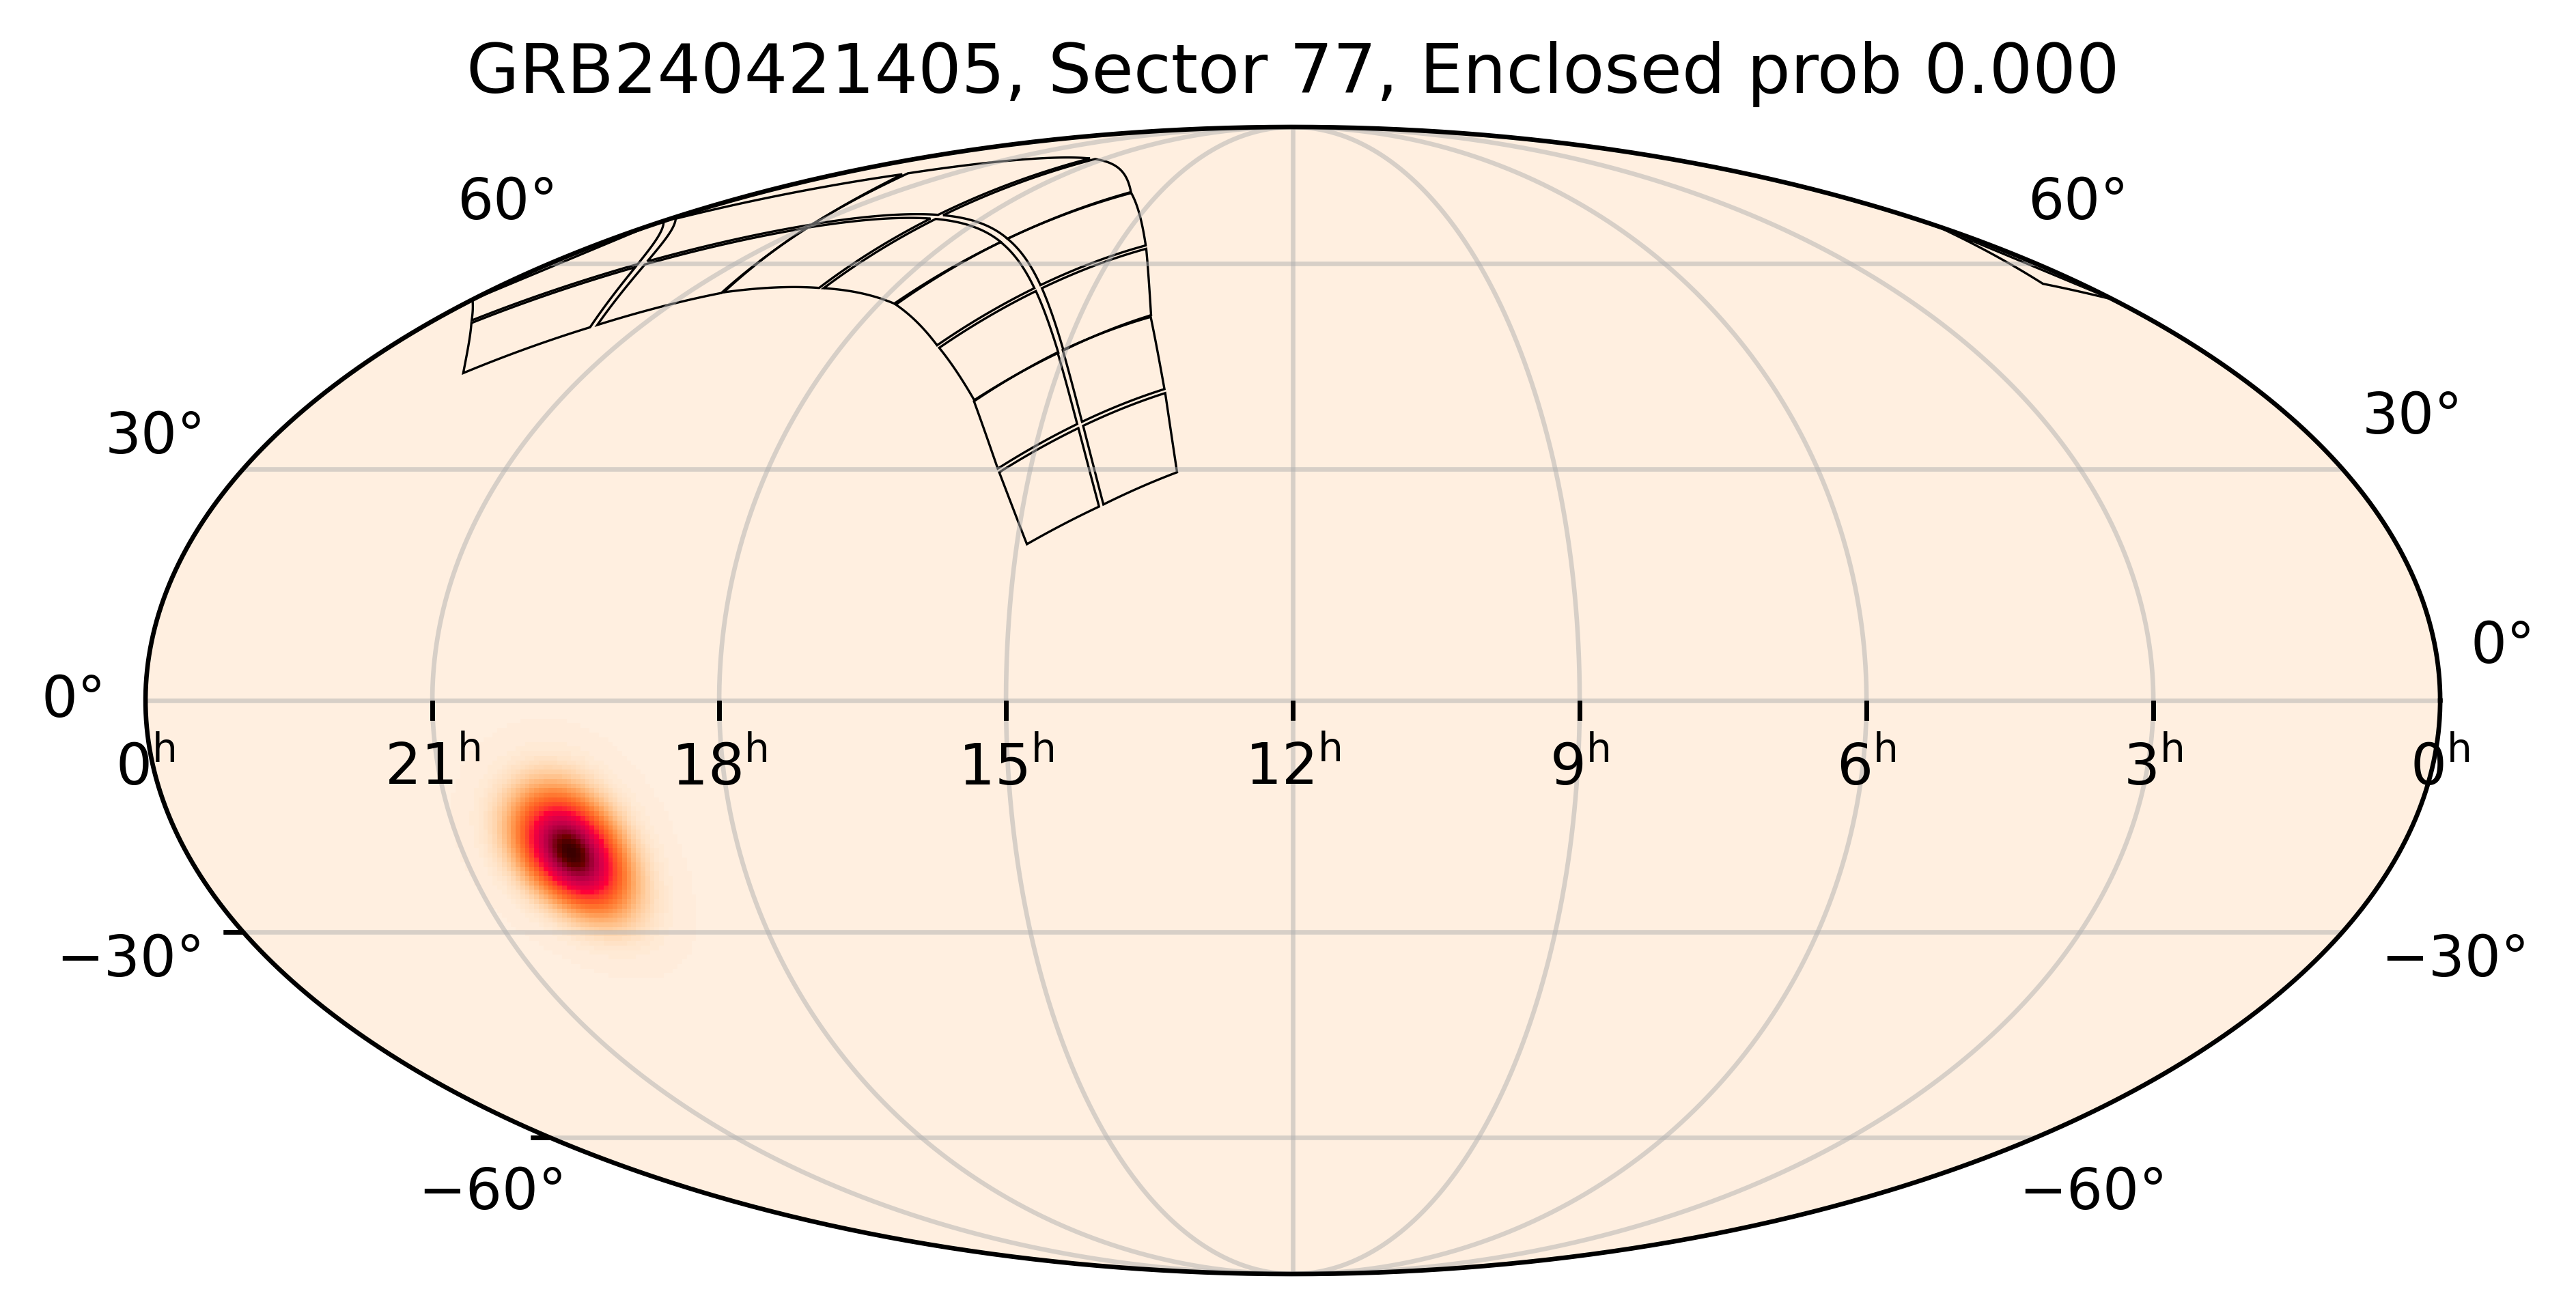 GRB240421405, Sector 77, Enclosed prob 0.000
60° 60°
30° 30°
0° 0°
0ʰ 21ʰ 18ʰ 15ʰ 12ʰ 9ʰ 6ʰ 3ʰ 0ʰ
−30° −30°
−60° −60°